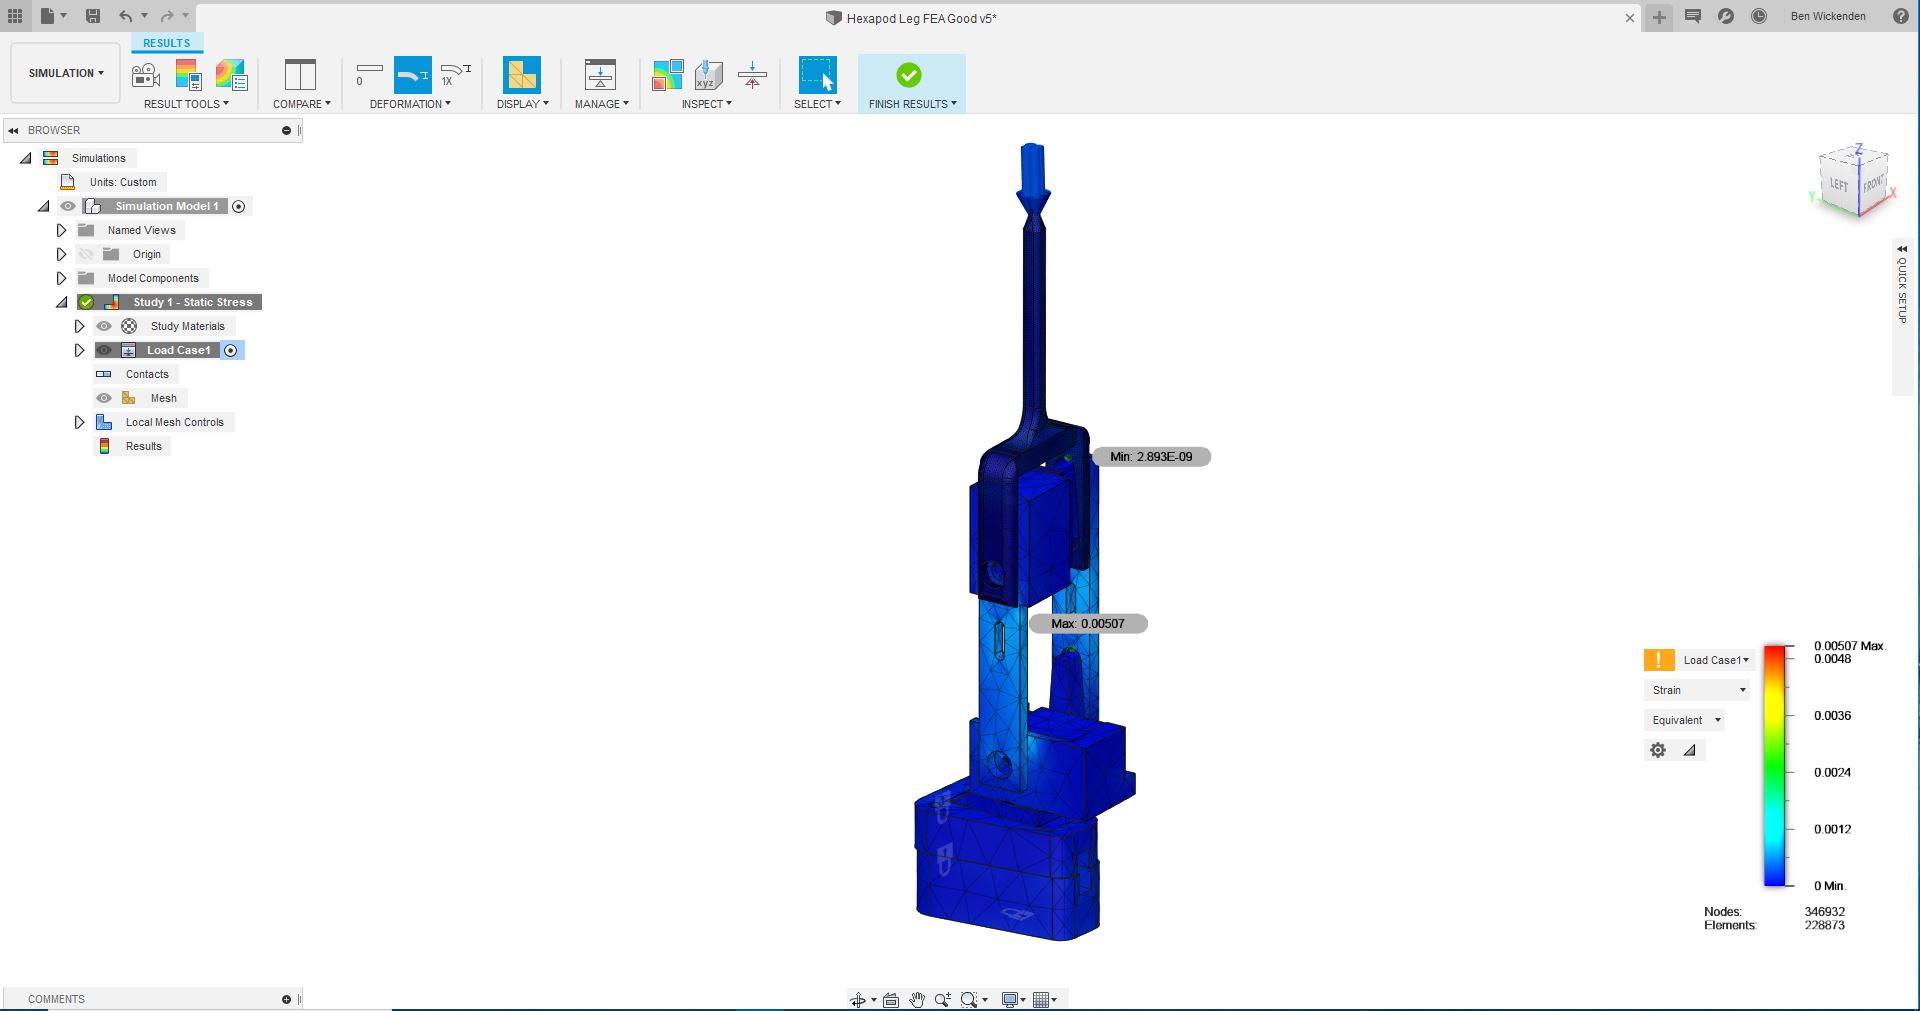 Hexapod Leg FEA Good v5*
Ben Wickenden
RESULTS
SIMULATION
0
1X
xyz
RESULT TOOLS
COMPARE
DEFORMATION
DISPLAY
MANAGE
INSPECT
SELECT
FINISH RESULTS
BROWSER
Simulations
Units: Custom
Simulation Model 1
Named Views
Origin
Model Components
Study 1 - Static Stress
Study Materials
Load Case1
Contacts
Mesh
Local Mesh Controls
Results
Z
LEFT
FRONT
Y
X
QUICK SETUP
Min: 2.893E-09
Max: 0.00507
Load Case1
Strain
Equivalent
0.00507 Max.
0.0048
0.0036
0.0024
0.0012
0 Min.
Nodes: 346932
Elements: 228873
COMMENTS